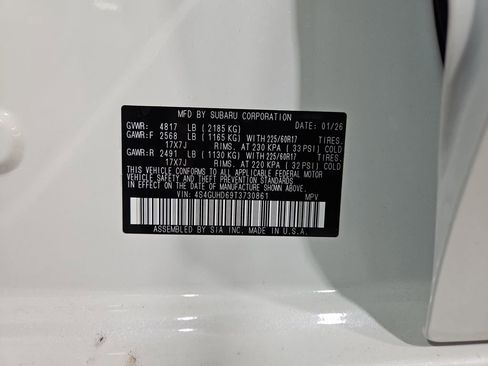 MFD BY SUBARU CORPORATION
GVWR: 4817 LB ( 2185 KG) DATE: 01/26
GAWR:F 2568 LB ( 1165 KG) WITH 225/60R17 TIRES,
17X7J RIMS, AT 230 KPA ( 33 PSI) COLD
GAWR:R 2491 LB ( 1130 KG) WITH 225/60R17 TIRES,
17X7J RIMS, AT 220 KPA ( 32 PSI) COLD
THIS VEHICLE CONFORMS TO ALL APPLICABLE FEDERAL MOTOR
VEHICLE SAFETY AND THEFT PREVENTION STANDARDS IN
EFFECT ON THE DATE OF MANUFACTURE SHOWN ABOVE.
VIN: 4S4GUHD69T3730861 MPV
ASSEMBLED BY SIA INC. MADE IN U.S.A.